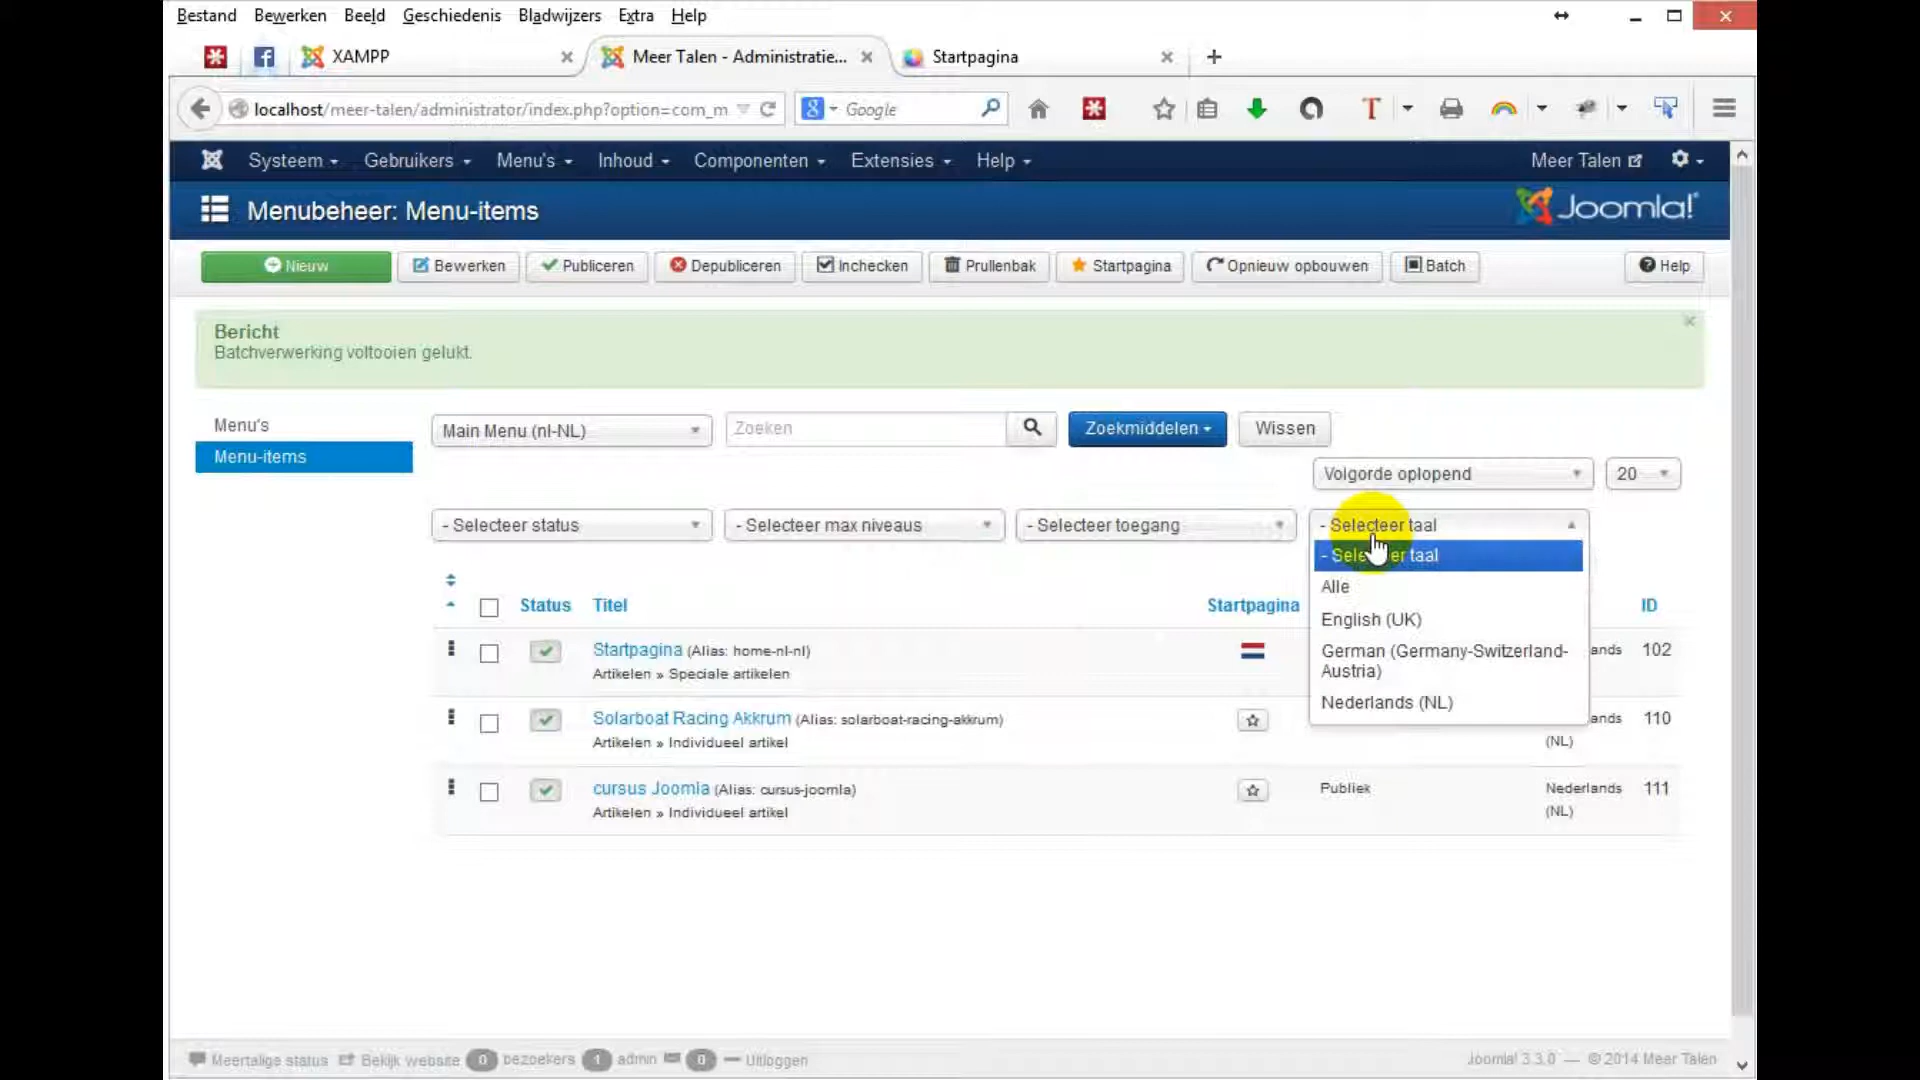 Bestand Bewerken Beeld Geschiedenis Bladwijzers Extra Help
XAMPP Meer Talen - Administratie... Startpagina
localhost/meer-talen/administrator/index.php?option=com_m Google
Systeem Gebruikers Menu's Inhoud Componenten Extensies Help Meer Talen
Menubeheer: Menu-items Joomla!
Nieuw Bewerken Publiceren Depubliceren Inchecken Prullenbak Startpagina Opnieuw opbouwen Batch Help
Bericht
Batchverwerking voltooien gelukt.
Menu's
Menu-items
Main Menu (nl-NL) Zoeken Zoekmiddelen Wissen
Volgorde oplopend 20
- Selecteer status - Selecteer max niveaus - Selecteer toegang - Selecteer taal
- Selecteer taal
Alle
English (UK)
German (Germany-Switzerland-
Austria)
Nederlands (NL)
Status Titel Startpagina ID
Startpagina (Alias: home-nl-nl) ands 102
Artikelen » Speciale artikelen
Solarboat Racing Akkrum (Alias: solarboat-racing-akkrum) ands 110
Artikelen » Individueel artikel (NL)
cursus Joomla (Alias: cursus-joomla) Publiek Nederlands 111
Artikelen » Individueel artikel (NL)
Meertalige status Bekijk website 0 bezoekers 1 admin 0 Uitloggen Joomla! 3.3.0 — © 2014 Meer Talen